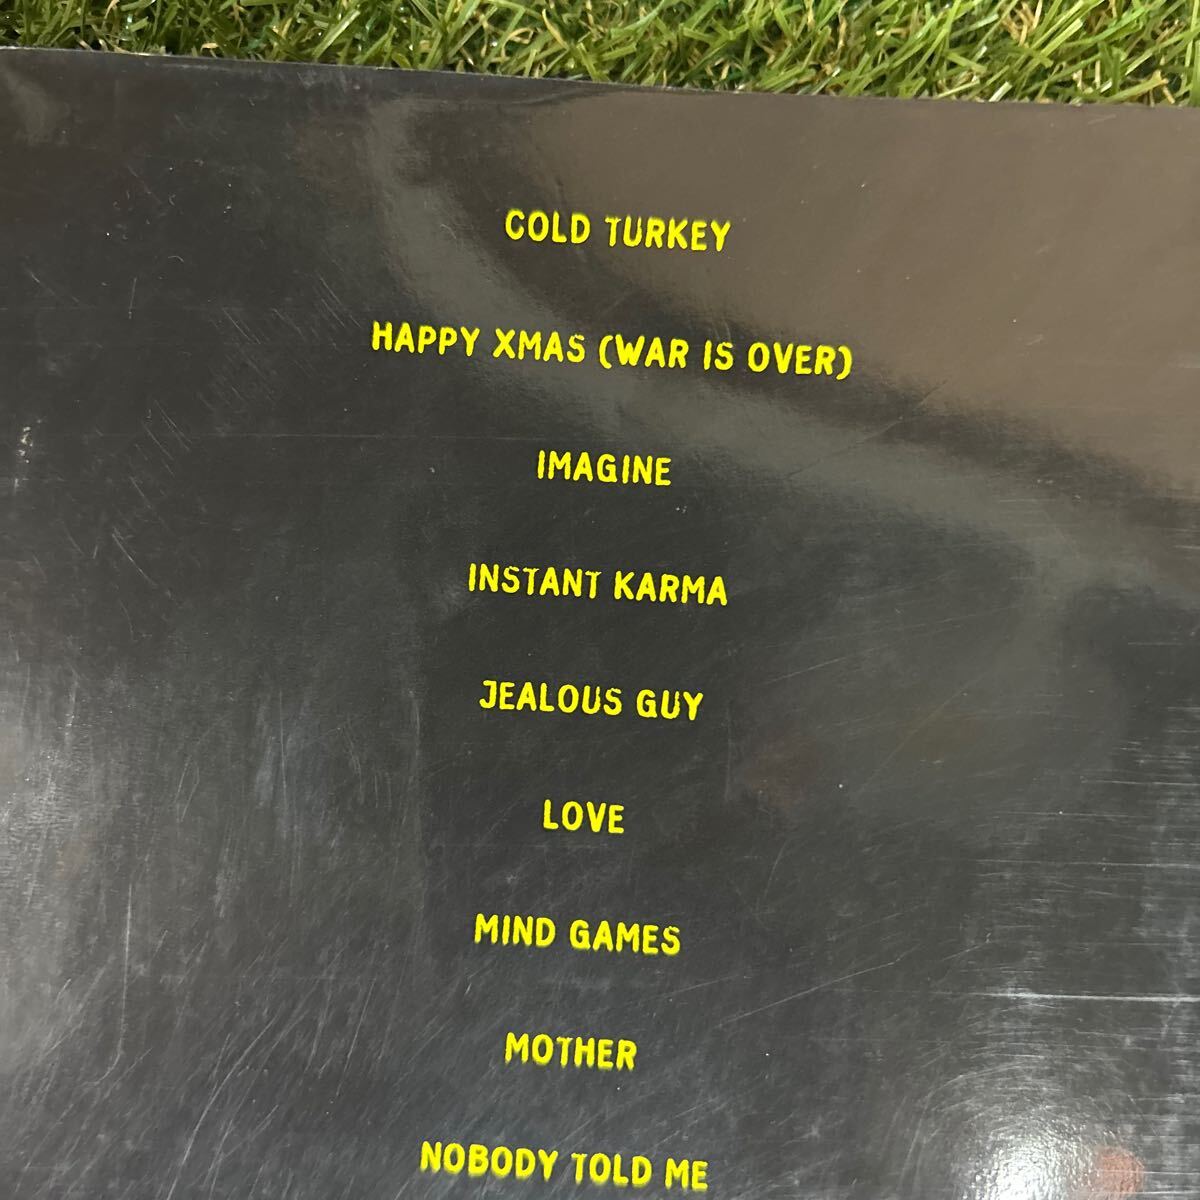 COLD TURKEY
HAPPY XMAS (WAR IS OVER)
IMAGINE
INSTANT KARMA
JEALOUS GUY
LOVE
MIND GAMES
MOTHER
NOBODY TOLD ME